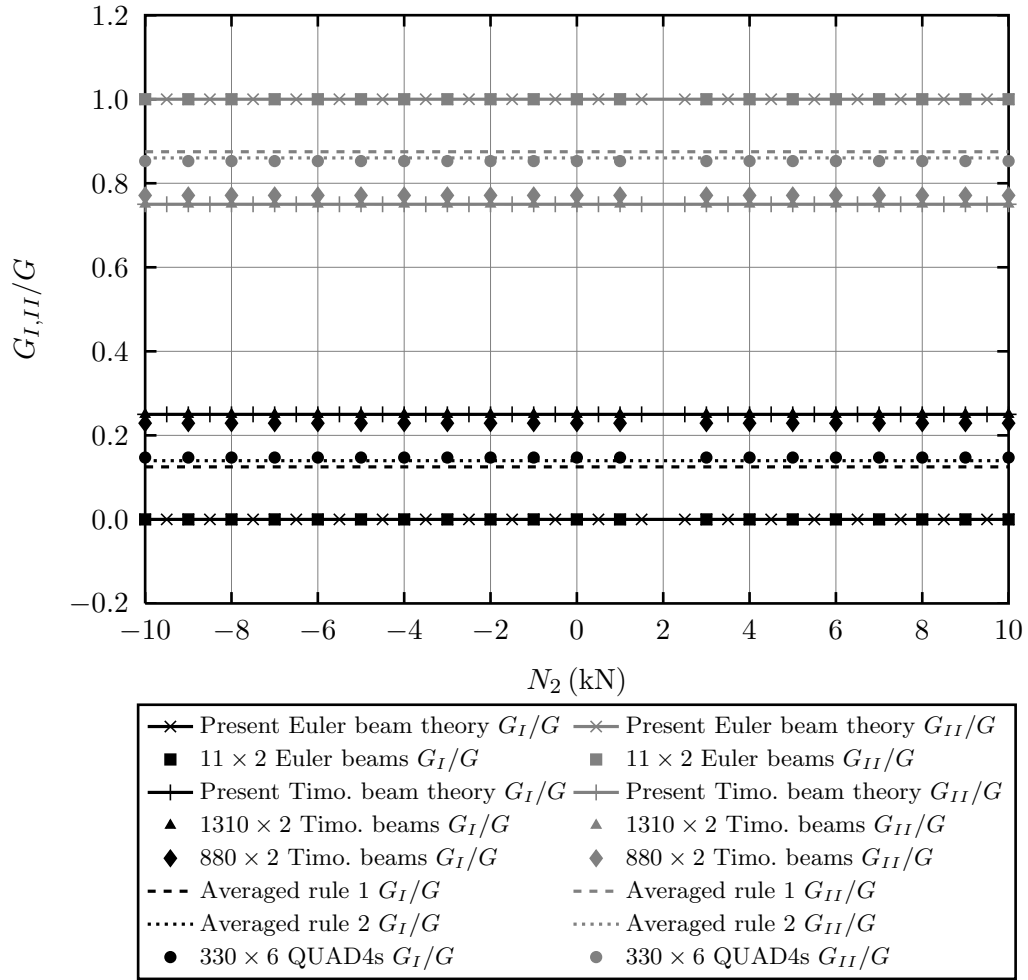 1.2
1.0
0.8
0.6
0.4
0.2
0.0
−0.2
G_{I,II}/G
−10 −8 −6 −4 −2 0 2 4 6 8 10
N_2 (kN)
Present Euler beam theory G_I/G Present Euler beam theory G_{II}/G
11 × 2 Euler beams G_I/G 11 × 2 Euler beams G_{II}/G
Present Timo. beam theory G_I/G Present Timo. beam theory G_{II}/G
1310 × 2 Timo. beams G_I/G 1310 × 2 Timo. beams G_{II}/G
880 × 2 Timo. beams G_I/G 880 × 2 Timo. beams G_{II}/G
Averaged rule 1 G_I/G Averaged rule 1 G_{II}/G
Averaged rule 2 G_I/G Averaged rule 2 G_{II}/G
330 × 6 QUAD4s G_I/G 330 × 6 QUAD4s G_{II}/G